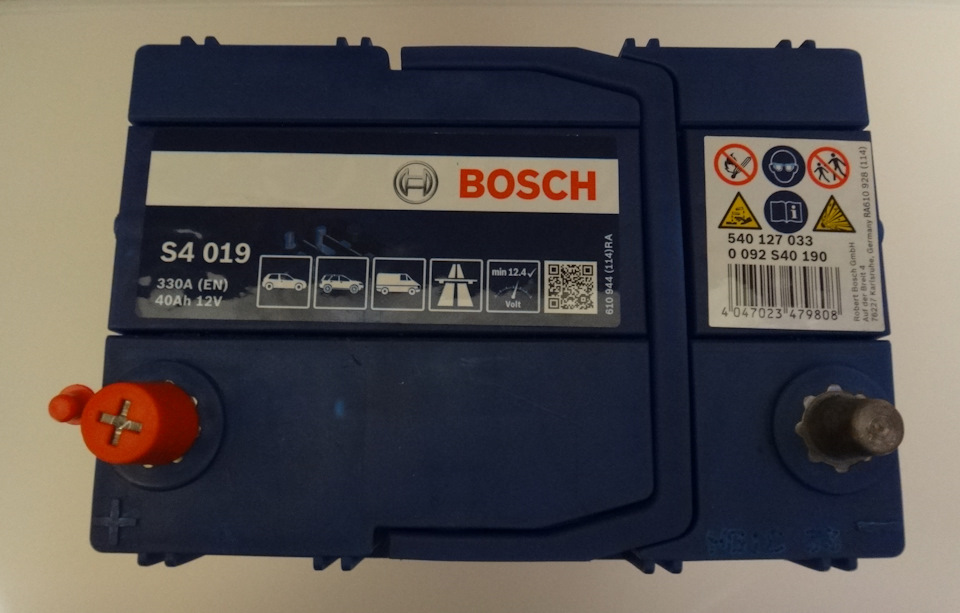 BOSCH
S4 019
330A (EN)
40Ah 12V
min 12.4✓
Volt
610 944 (114)RA
540 127 033
0 092 S40 190
4 047023 479808
Robert Bosch GmbH
Auf der Breit 4
76227 Karlsruhe, Germany RA610 928 (114)
+
+
−